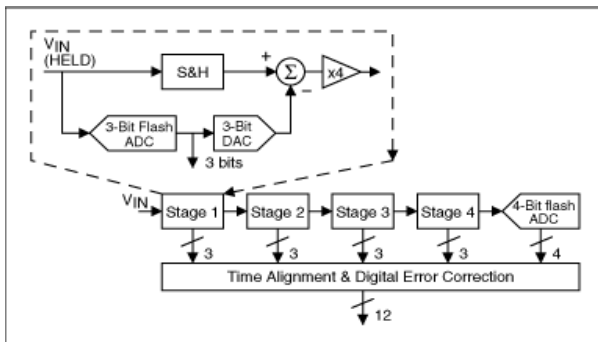 VIN
(HELD)
S&H
+
Σ
−
x4
3-Bit Flash
ADC
3-Bit
DAC
3 bits
VIN
Stage 1
Stage 2
Stage 3
Stage 4
4-Bit flash
ADC
3
3
3
3
4
Time Alignment & Digital Error Correction
12